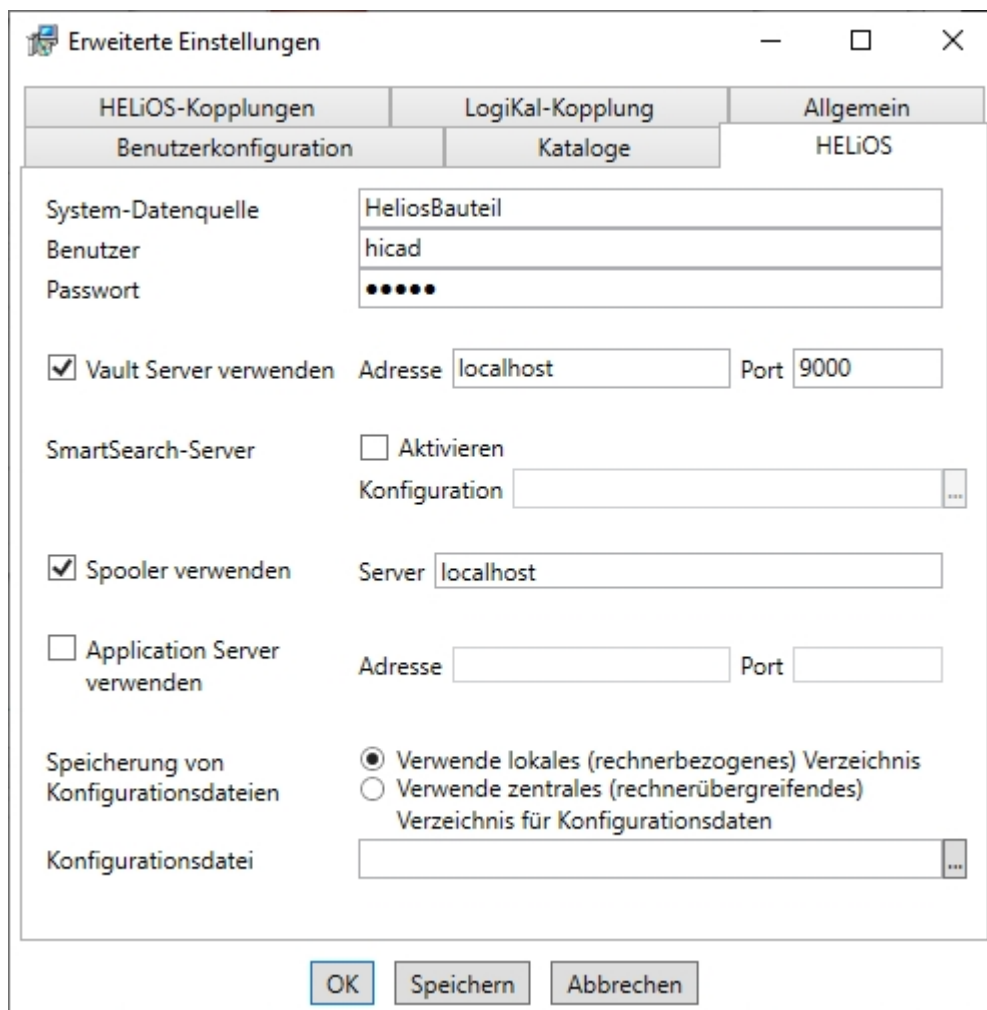 Erweiterte Einstellungen
HELiOS-Kopplungen LogiKal-Kopplung Allgemein
Benutzerkonfiguration Kataloge HELiOS
System-Datenquelle HeliosBauteil
Benutzer hicad
Passwort ●●●●●
Vault Server verwenden Adresse localhost Port 9000
SmartSearch-Server Aktivieren
Konfiguration ...
Spooler verwenden Server localhost
Application Server
verwenden Adresse Port
Speicherung von
Konfigurationsdateien
Verwende lokales (rechnerbezogenes) Verzeichnis
Verwende zentrales (rechnerübergreifendes)
Verzeichnis für Konfigurationsdaten
Konfigurationsdatei ...
OK Speichern Abbrechen